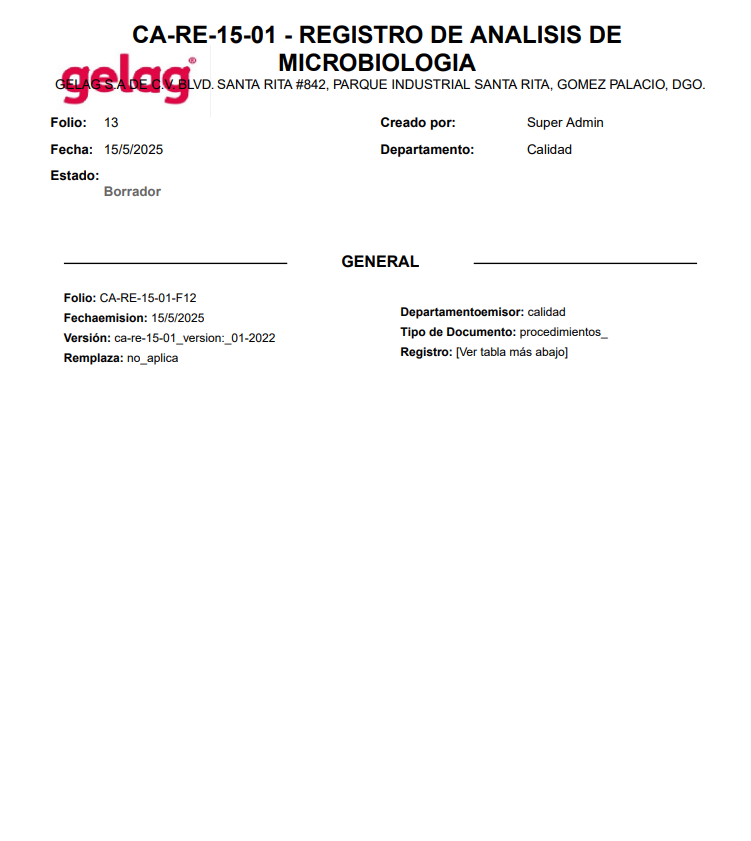 CA-RE-15-01 - REGISTRO DE ANALISIS DE
MICROBIOLOGIA
gelag®
GELAG S.A DE C.V. BLVD. SANTA RITA #842, PARQUE INDUSTRIAL SANTA RITA, GOMEZ PALACIO, DGO.
Folio: 13
Creado por: Super Admin
Fecha: 15/5/2025
Departamento: Calidad
Estado:
Borrador
GENERAL
Folio: CA-RE-15-01-F12
Fechaemision: 15/5/2025
Versión: ca-re-15-01_version:_01-2022
Remplaza: no_aplica
Departamentoemisor: calidad
Tipo de Documento: procedimientos_
Registro: [Ver tabla más abajo]